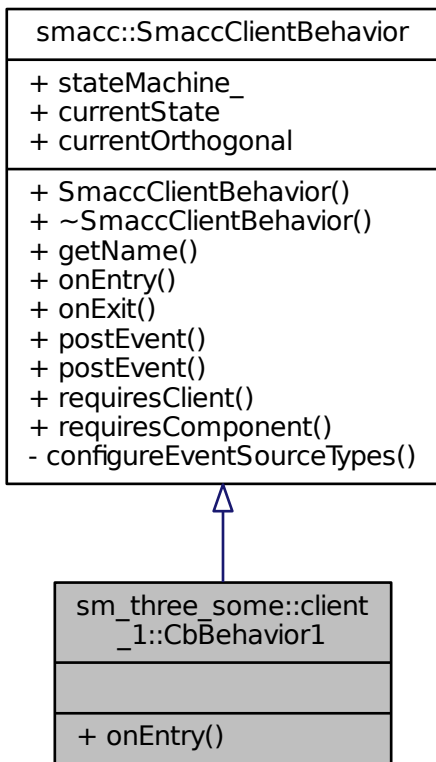 smacc::SmaccClientBehavior
+ stateMachine_
+ currentState
+ currentOrthogonal
+ SmaccClientBehavior()
+ ~SmaccClientBehavior()
+ getName()
+ onEntry()
+ onExit()
+ postEvent()
+ postEvent()
+ requiresClient()
+ requiresComponent()
- configureEventSourceTypes()
sm_three_some::client
_1::CbBehavior1
+ onEntry()